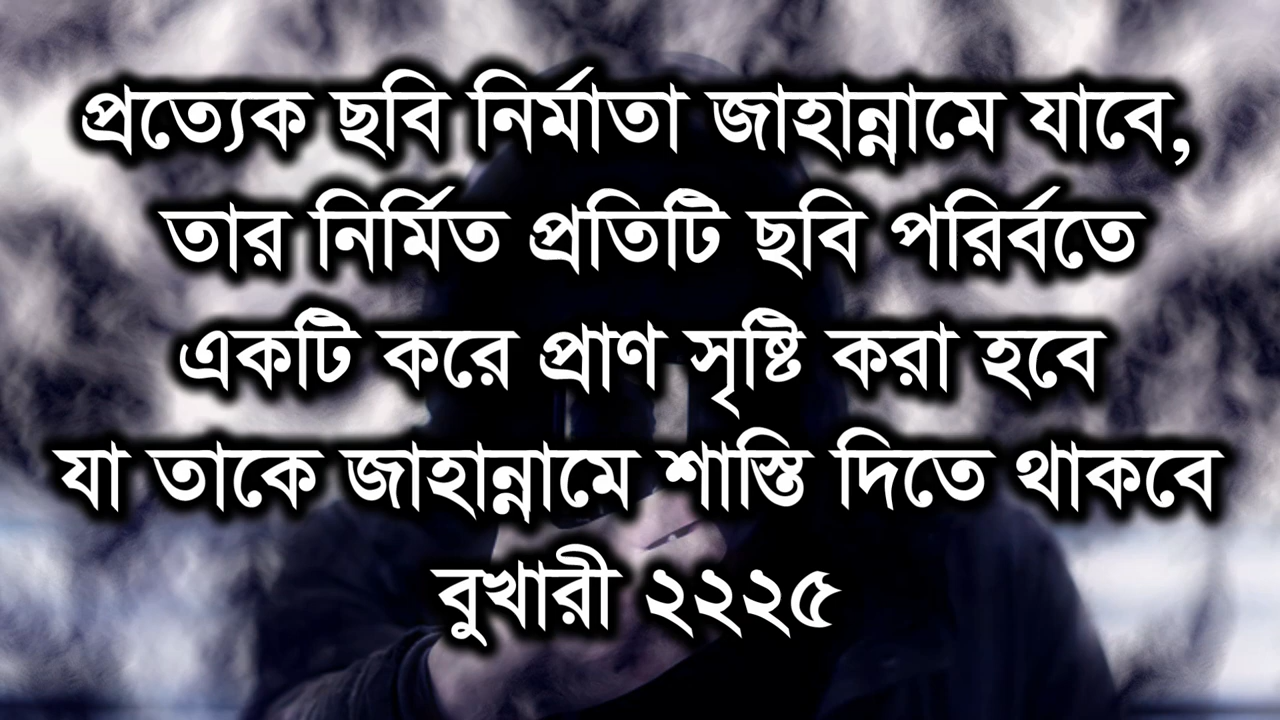 প্রত্যেক ছবি নির্মাতা জাহান্নামে যাবে,
তার নির্মিত প্রতিটি ছবি পরির্বতে
একটি করে প্রাণ সৃষ্টি করা হবে
যা তাকে জাহান্নামে শাস্তি দিতে থাকবে
বুখারী ২২২৫